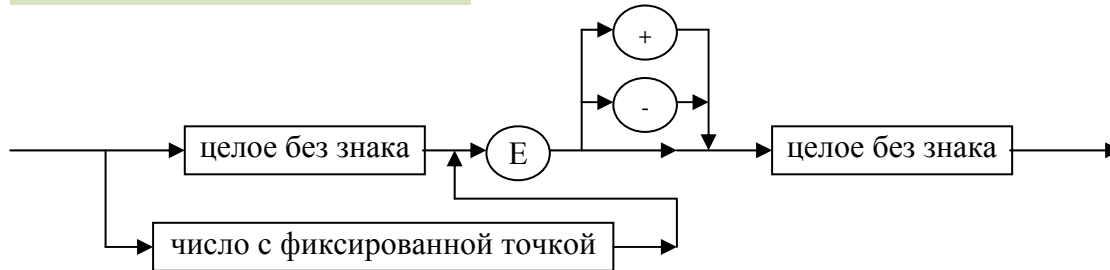 +
-
целое без знака
E
целое без знака
число с фиксированной точкой